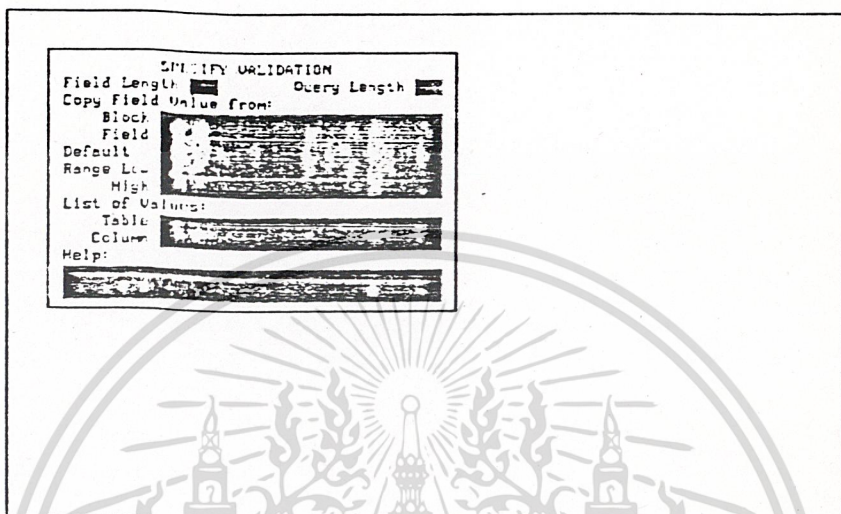 SPECIFY VALIDATION
Field Length Query Length
Copy Field Value from:
Block
Field
Default
Range Low
High
List of Values:
Table
Column
Help: